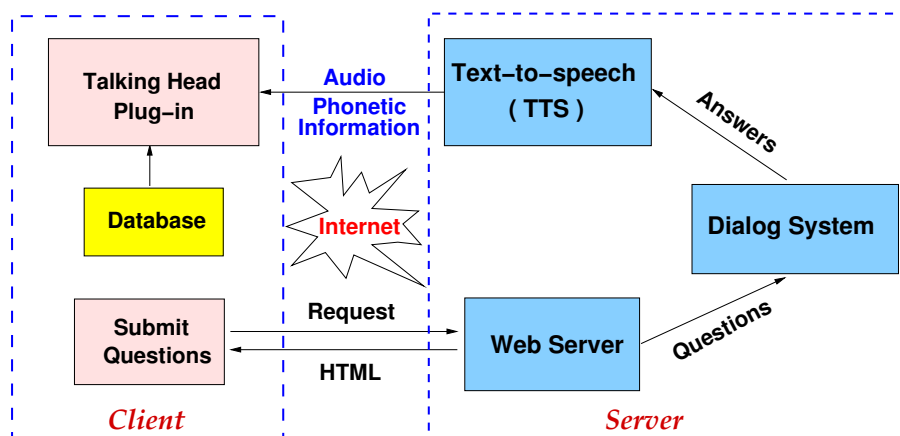 Talking Head
Plug-in
Audio
Phonetic
Information
Text-to-speech
( TTS )
Answers
Database
Internet
Dialog System
Submit
Questions
Request
HTML
Web Server
Questions
Client
Server